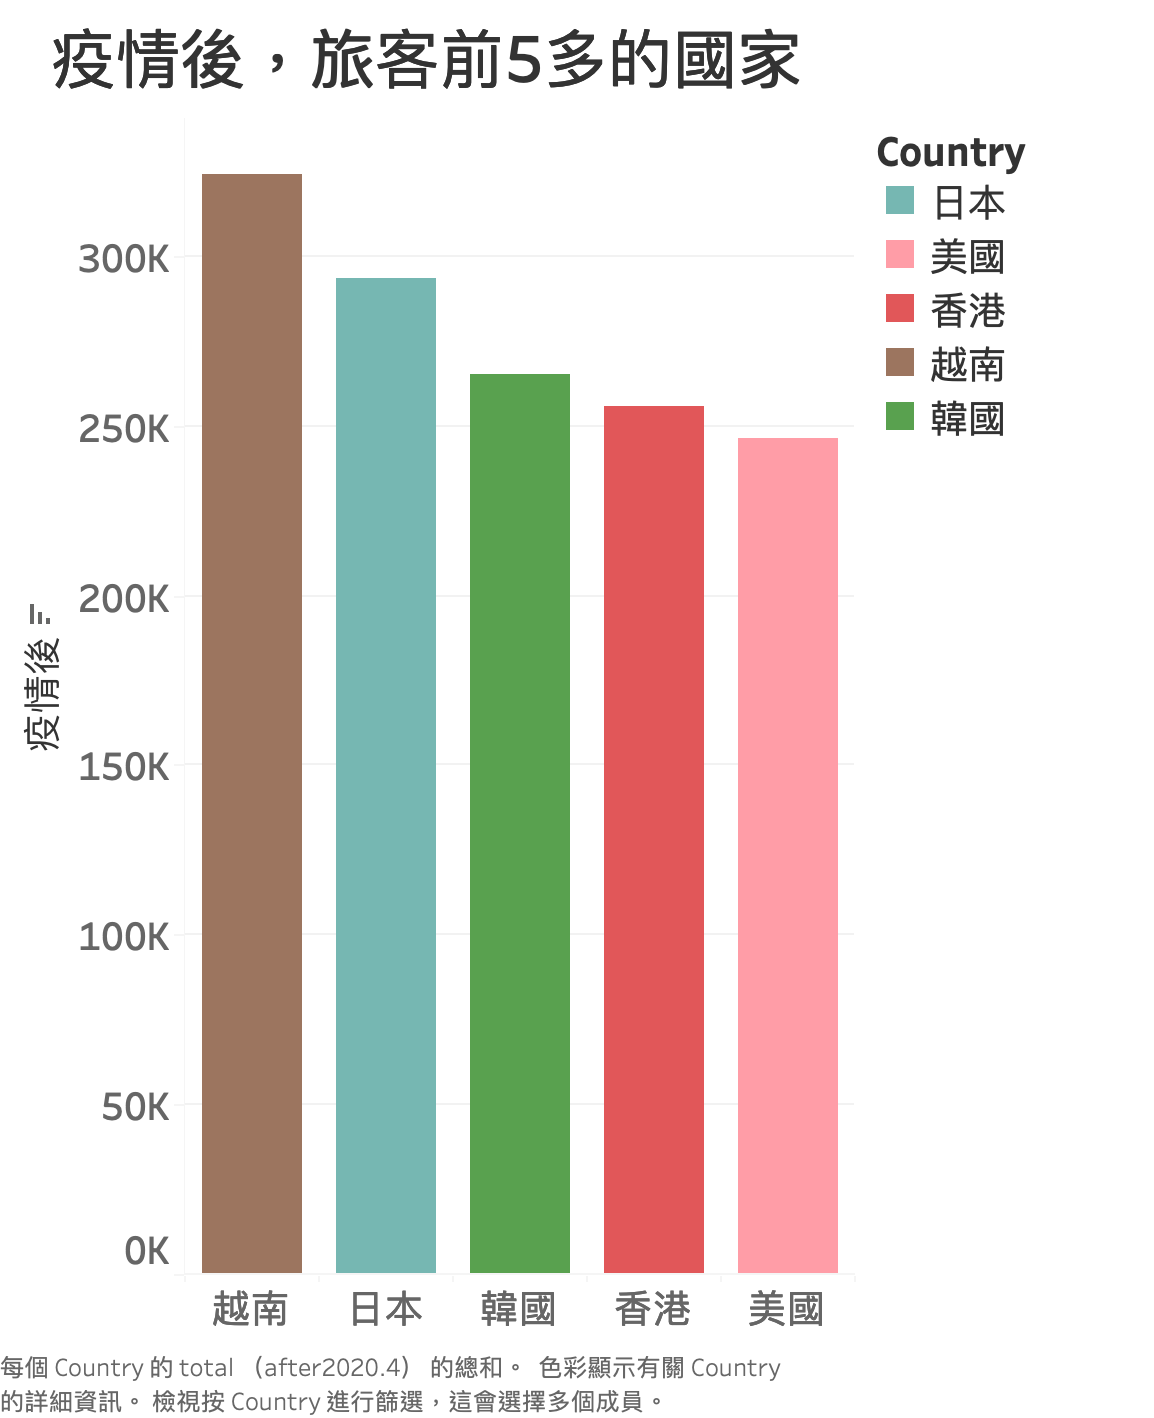 疫情後，旅客前5多的國家
Country
日本
美國
香港
越南
韓國
300K
250K
200K
150K
100K
50K
0K
疫情後
越南
日本
韓國
香港
美國
每個 Country 的 total （after2020.4） 的總和。 色彩顯示有關 Country
的詳細資訊。 檢視按 Country 進行篩選，這會選擇多個成員。